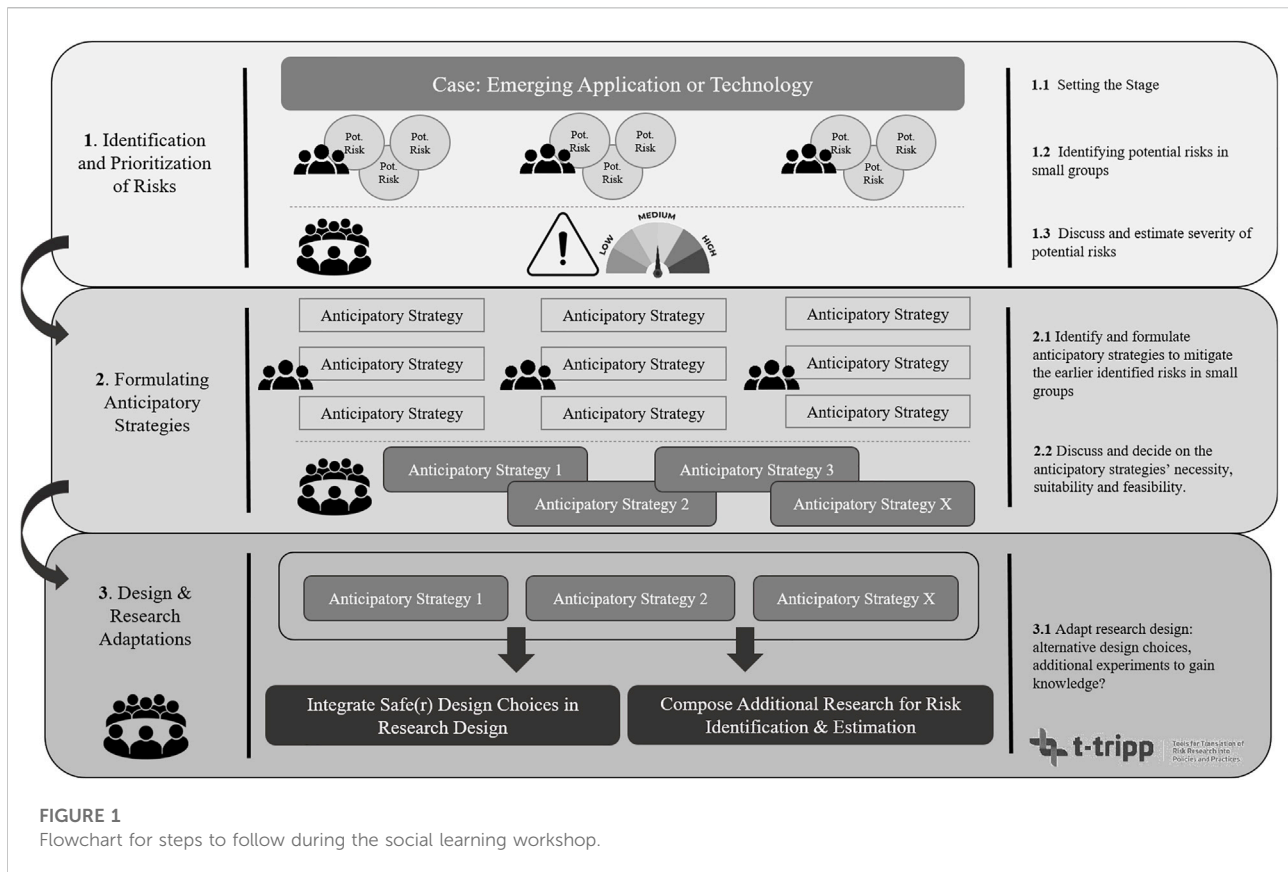 1. Identification
and Prioritization
of Risks
Case: Emerging Application or Technology
Pot.
Risk
Pot.
Risk
Pot.
Risk
Pot.
Risk
Pot.
Risk
Pot.
Risk
Pot.
Risk
Pot.
Risk
Pot.
Risk
LOW
MEDIUM
HIGH
1.1 Setting the Stage
1.2 Identifying potential risks in
small groups
1.3 Discuss and estimate severity of
potential risks
2. Formulating
Anticipatory
Strategies
Anticipatory Strategy
Anticipatory Strategy
Anticipatory Strategy
Anticipatory Strategy
Anticipatory Strategy
Anticipatory Strategy
Anticipatory Strategy
Anticipatory Strategy
Anticipatory Strategy
Anticipatory Strategy 1
Anticipatory Strategy 3
Anticipatory Strategy 2
Anticipatory Strategy X
2.1 Identify and formulate
anticipatory strategies to mitigate
the earlier identified risks in small
groups
2.2 Discuss and decide on the
anticipatory strategies' necessity,
suitability and feasibility.
3. Design &
Research
Adaptations
Anticipatory Strategy 1
Anticipatory Strategy 2
Anticipatory Strategy X
Integrate Safe(r) Design Choices in
Research Design
Compose Additional Research for Risk
Identification & Estimation
3.1 Adapt research design:
alternative design choices,
additional experiments to gain
knowledge?
t-tripp
Tools for Translation of
Risk Research into
Policies and Practices
FIGURE 1
Flowchart for steps to follow during the social learning workshop.